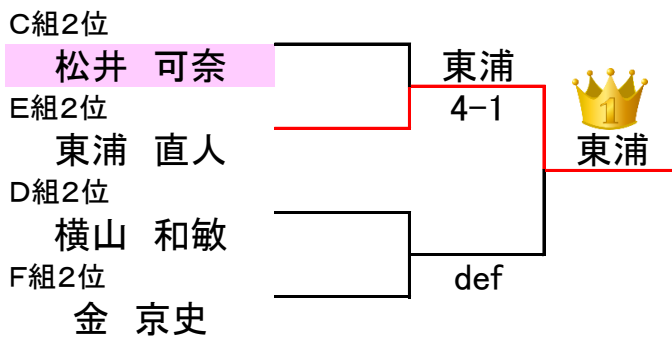 C組2位
松井　可奈
E組2位
東浦　直人
D組2位
横山　和敏
F組2位
金　京史
東浦
4-1
def
1
東浦